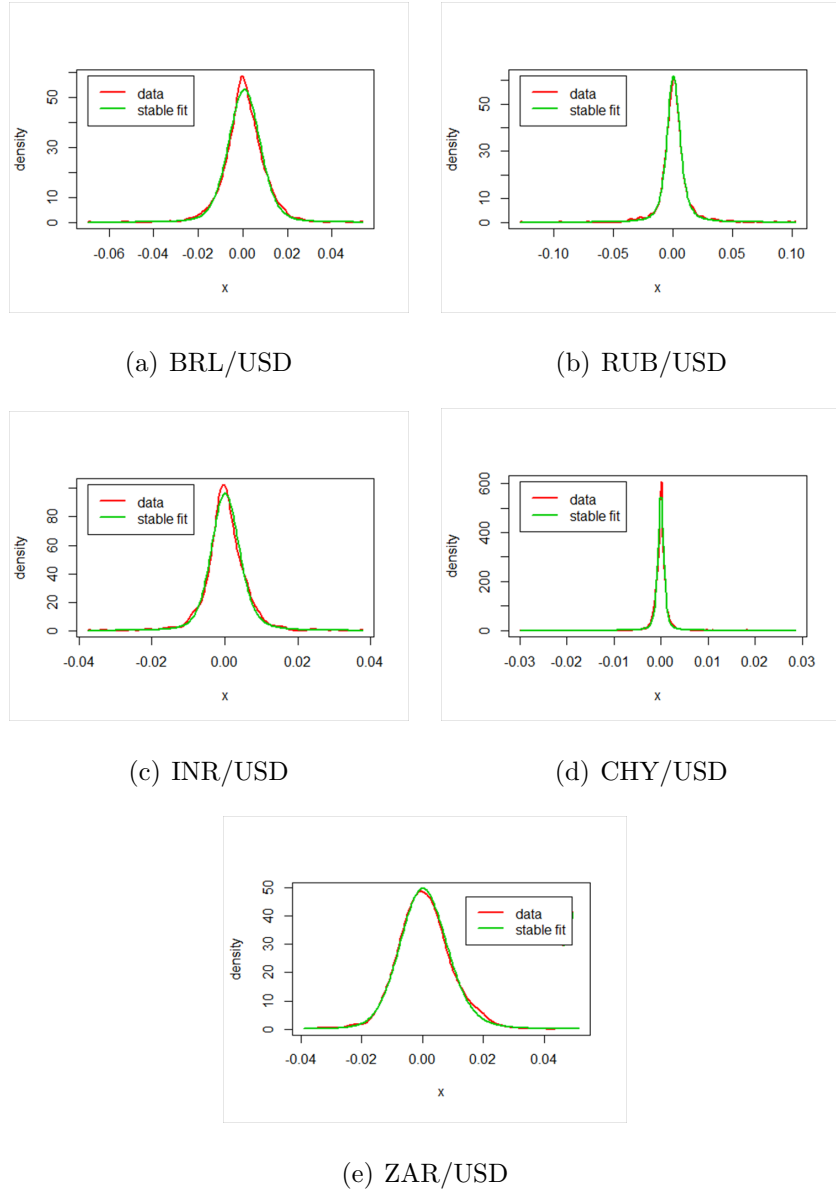 data
stable fit
density
50
30
10
0
-0.06 -0.04 -0.02 0.00 0.02 0.04
x
(a) BRL/USD
data
stable fit
density
50
30
10
0
-0.10 -0.05 0.00 0.05 0.10
x
(b) RUB/USD
data
stable fit
density
80
60
40
20
0
-0.04 -0.02 0.00 0.02 0.04
x
(c) INR/USD
data
stable fit
density
600
400
200
0
-0.03 -0.02 -0.01 0.00 0.01 0.02 0.03
x
(d) CHY/USD
data
stable fit
density
50
40
30
20
10
0
-0.04 -0.02 0.00 0.02 0.04
x
(e) ZAR/USD